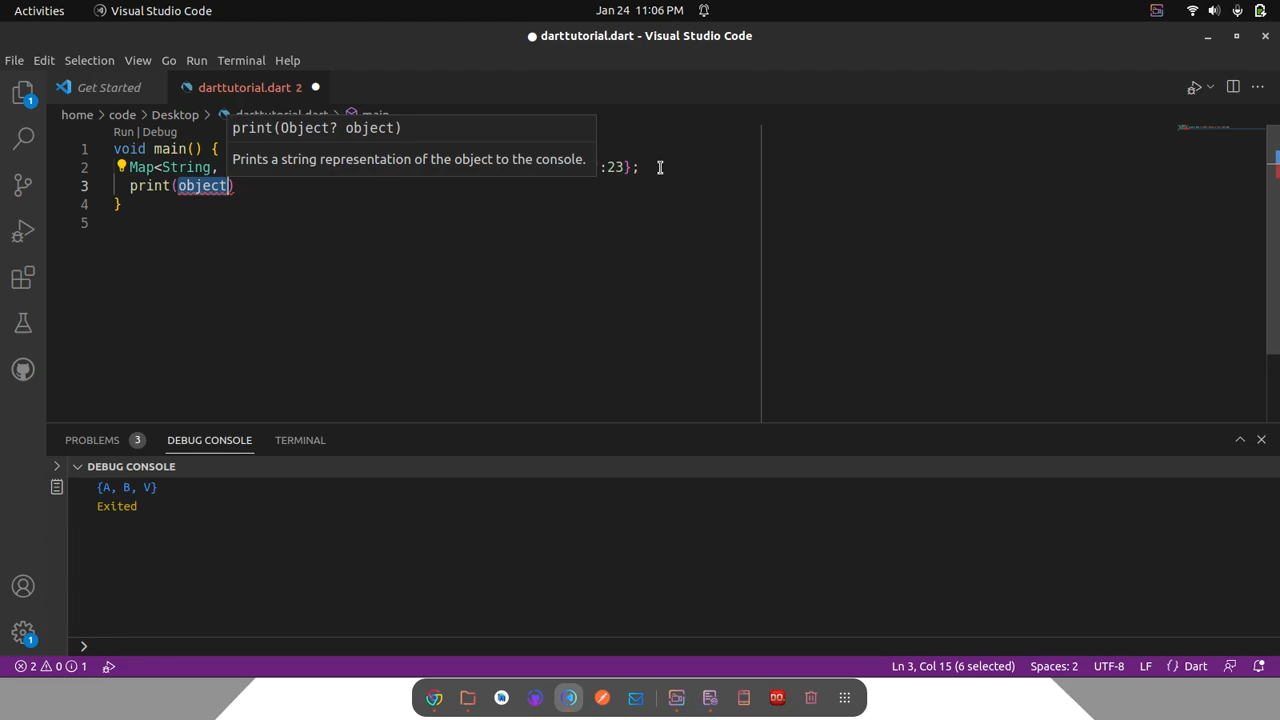 Activities
Visual Studio Code
Jan 24 11:06 PM
darttutorial.dart - Visual Studio Code
File Edit Selection View Go Run Terminal Help
1
Get Started
darttutorial.dart 2
home > code > Desktop > darttutorial.dart > main
Run | Debug
print(Object? object)
Prints a string representation of the object to the console.
1 void main() {
2 Map<String, :23};
3 print(object)
4 }
5
PROBLEMS 3 DEBUG CONSOLE TERMINAL
DEBUG CONSOLE
{A, B, V}
Exited
1
2 0 1
Ln 3, Col 15 (6 selected)
Spaces: 2
UTF-8
LF
Dart